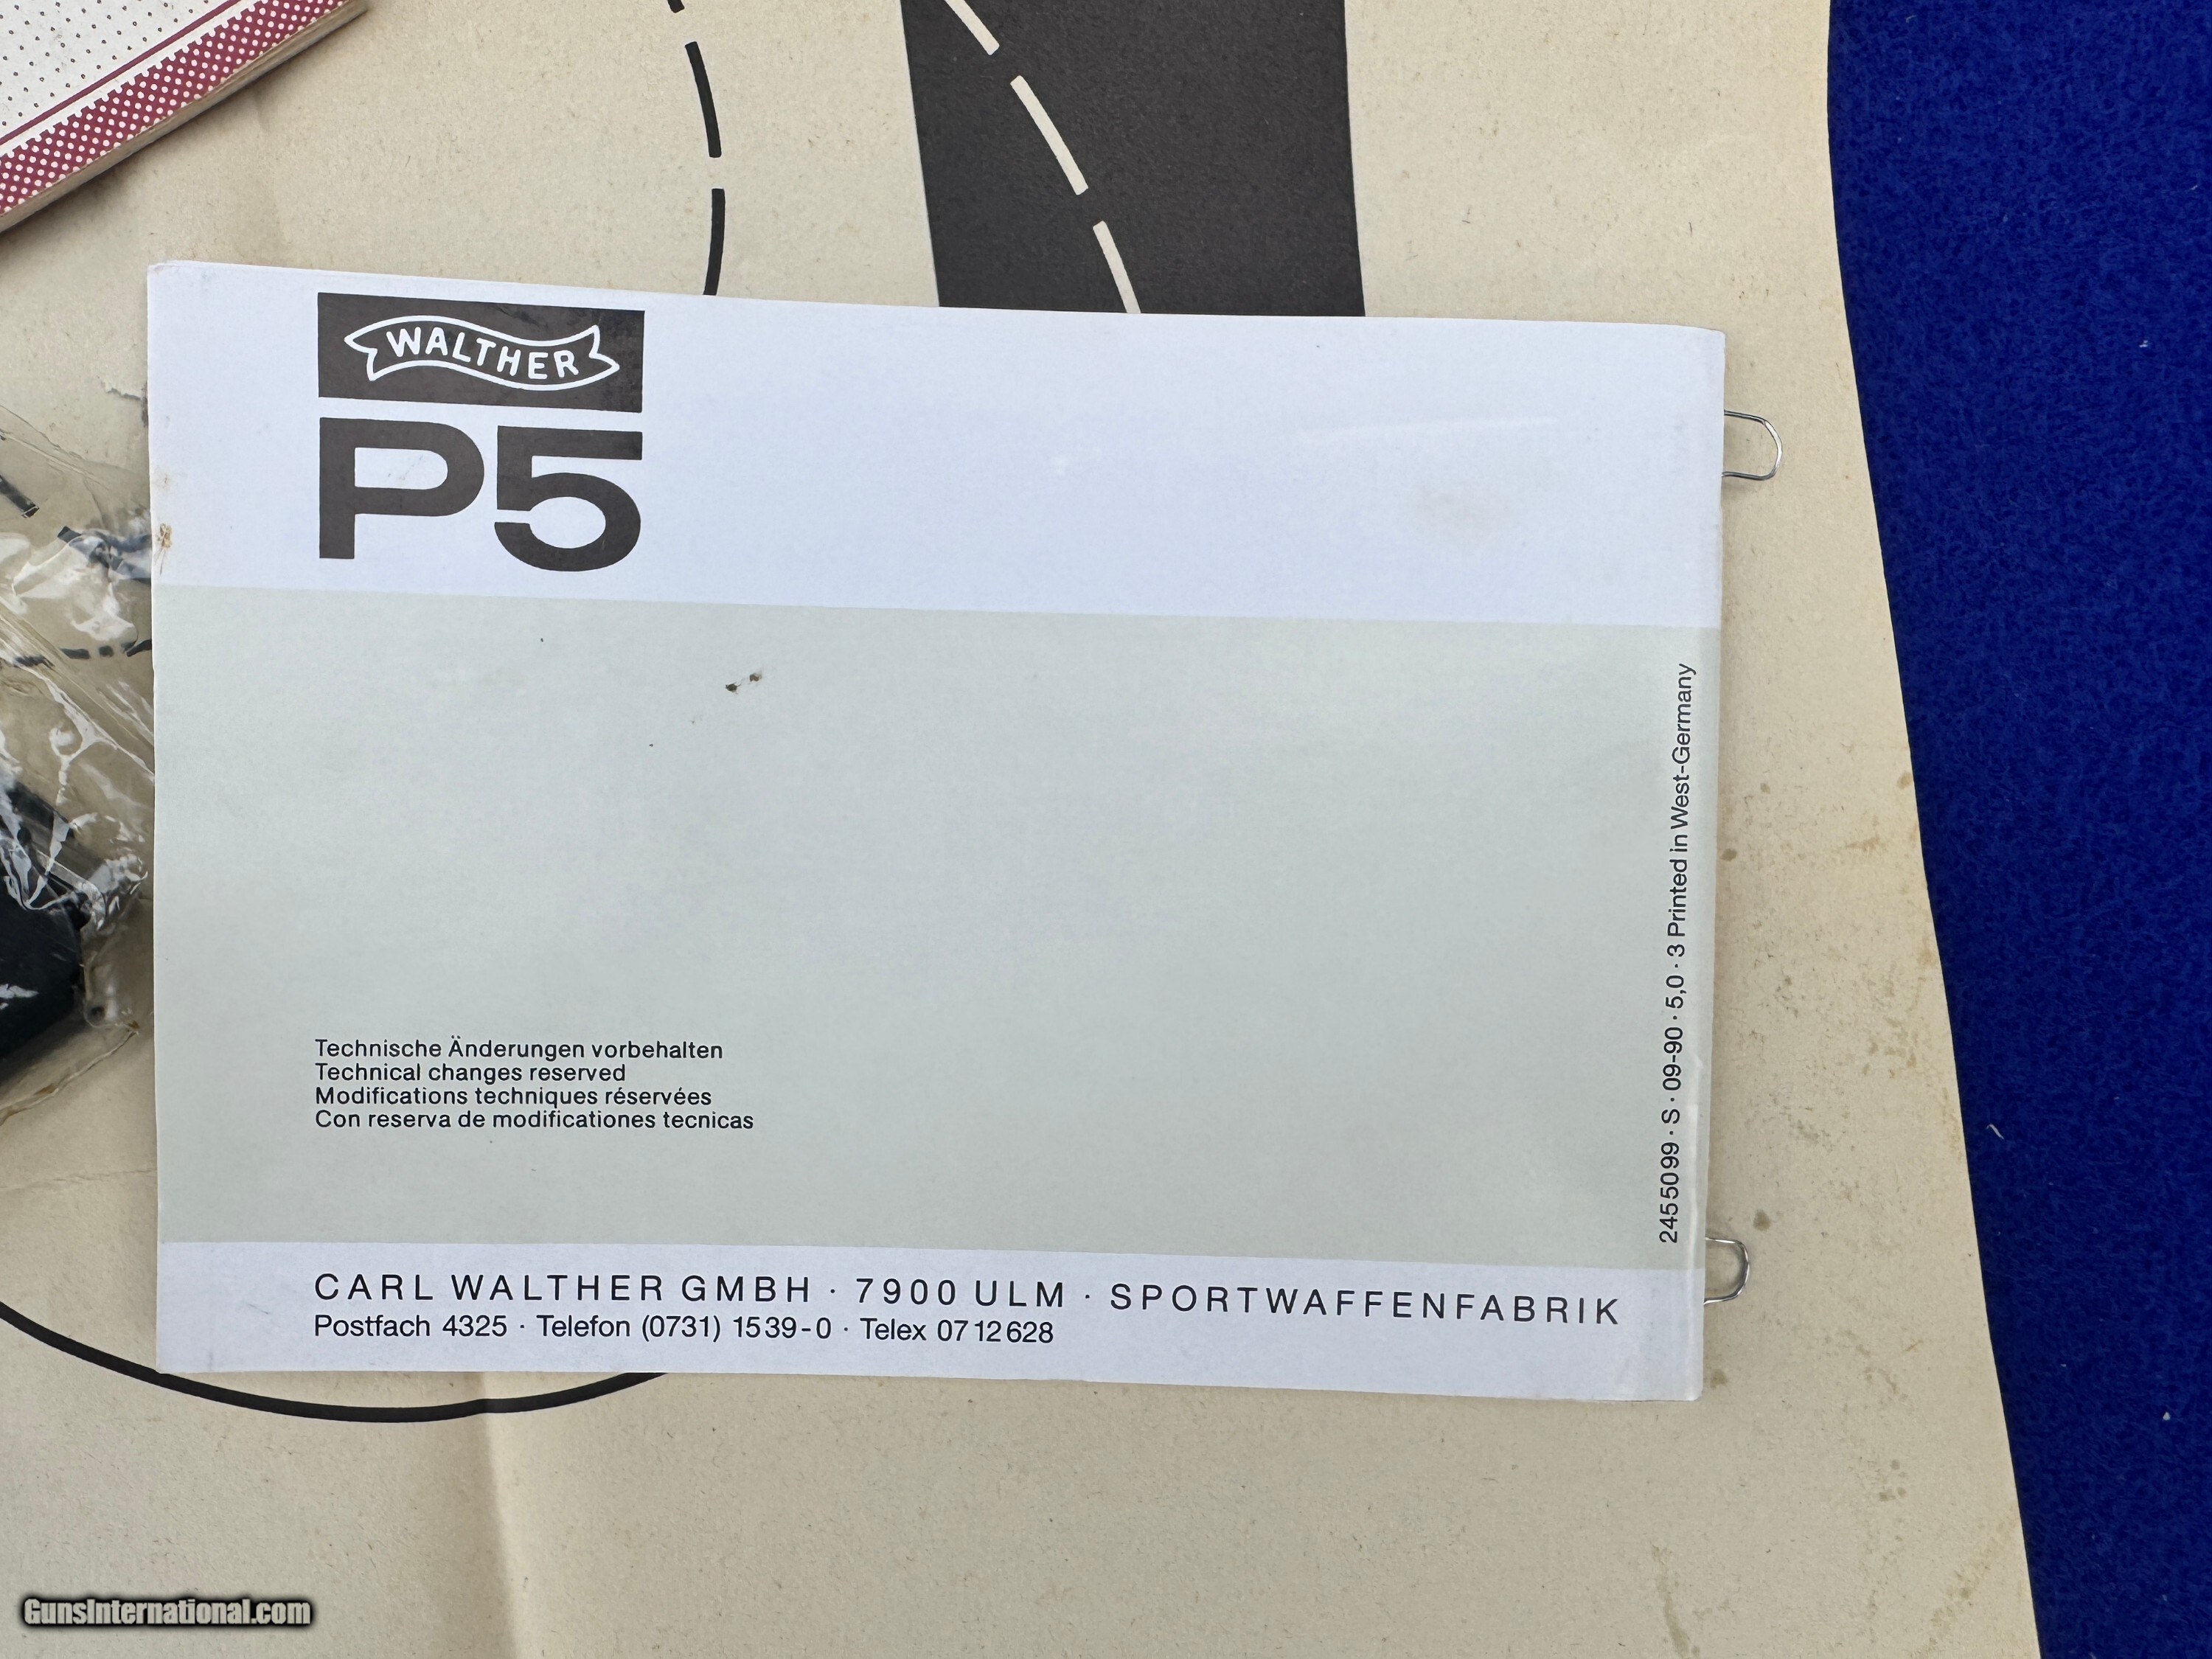 WALTHER
P5
Technische Änderungen vorbehalten
Technical changes reserved
Modifications techniques réservées
Con reserva de modificationes tecnicas
2455099 · S · 09-90 · 5,0 · 3 Printed in West-Germany
CARL WALTHER GMBH · 7900 ULM · SPORTWAFFENFABRIK
Postfach 4325 · Telefon (0731) 1539-0 · Telex 0712628
GunsInternational.com